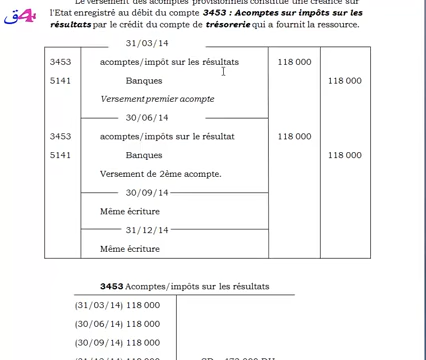 Le versement des acomptes provisionnels constitue une créance sur
l'Etat enregistré au débit du compte 3453 : Acomptes sur impôts sur les
résultats par le crédit du compte de trésorerie qui a fournit la ressource.
31/03/14
3453 acomptes/impôt sur les résultats 118 000
5141 Banques 118 000
Versement premier acompte
30/06/14
3453 acomptes/impôts sur le résultat 118 000
5141 Banques 118 000
Versement de 2ème acompte.
30/09/14
Même écriture
31/12/14
Même écriture
3453 Acomptes/impôts sur les résultats
(31/03/14) 118 000
(30/06/14) 118 000
(30/09/14) 118 000